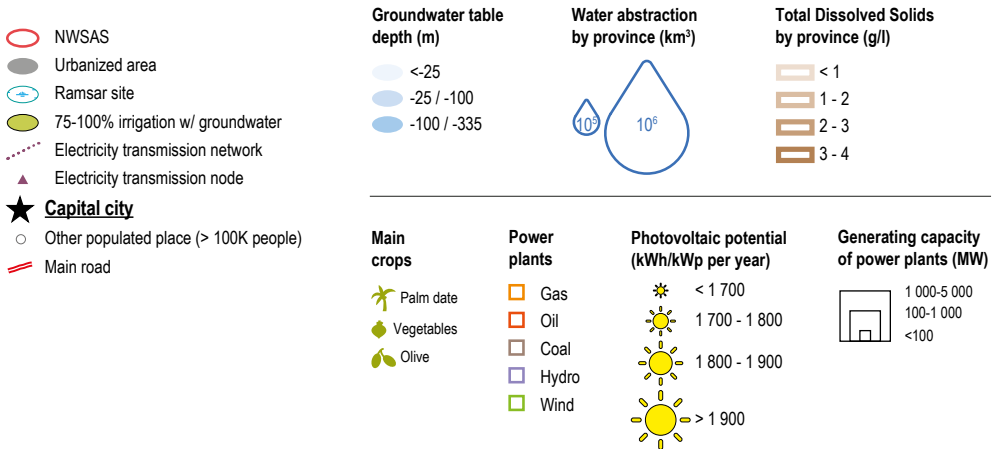 NWSAS
Urbanized area
Ramsar site
75-100% irrigation w/ groundwater
Electricity transmission network
Electricity transmission node
Capital city
Other populated place (> 100K people)
Main road
Groundwater table
depth (m)
<-25
-25 / -100
-100 / -335
Water abstraction
by province (km³)
10⁵
10⁶
Total Dissolved Solids
by province (g/l)
< 1
1 - 2
2 - 3
3 - 4
Main
crops
Palm date
Vegetables
Olive
Power
plants
Gas
Oil
Coal
Hydro
Wind
Photovoltaic potential
(kWh/kWp per year)
< 1 700
1 700 - 1 800
1 800 - 1 900
> 1 900
Generating capacity
of power plants (MW)
1 000-5 000
100-1 000
<100